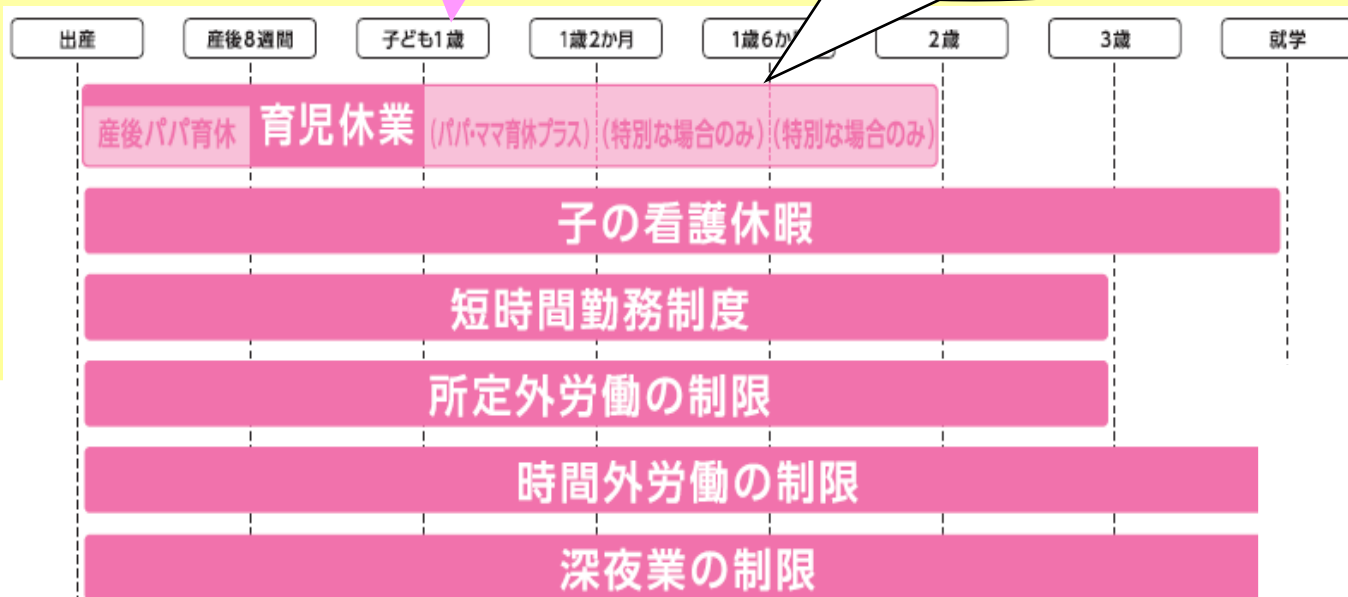 出産 産後8週間 子ども1歳 1歳2か月 1歳6か 2歳 3歳 就学
産後パパ育休 育児休業 (パパ・ママ育休プラス) (特別な場合のみ) (特別な場合のみ)
子の看護休暇
短時間勤務制度
所定外労働の制限
時間外労働の制限
深夜業の制限